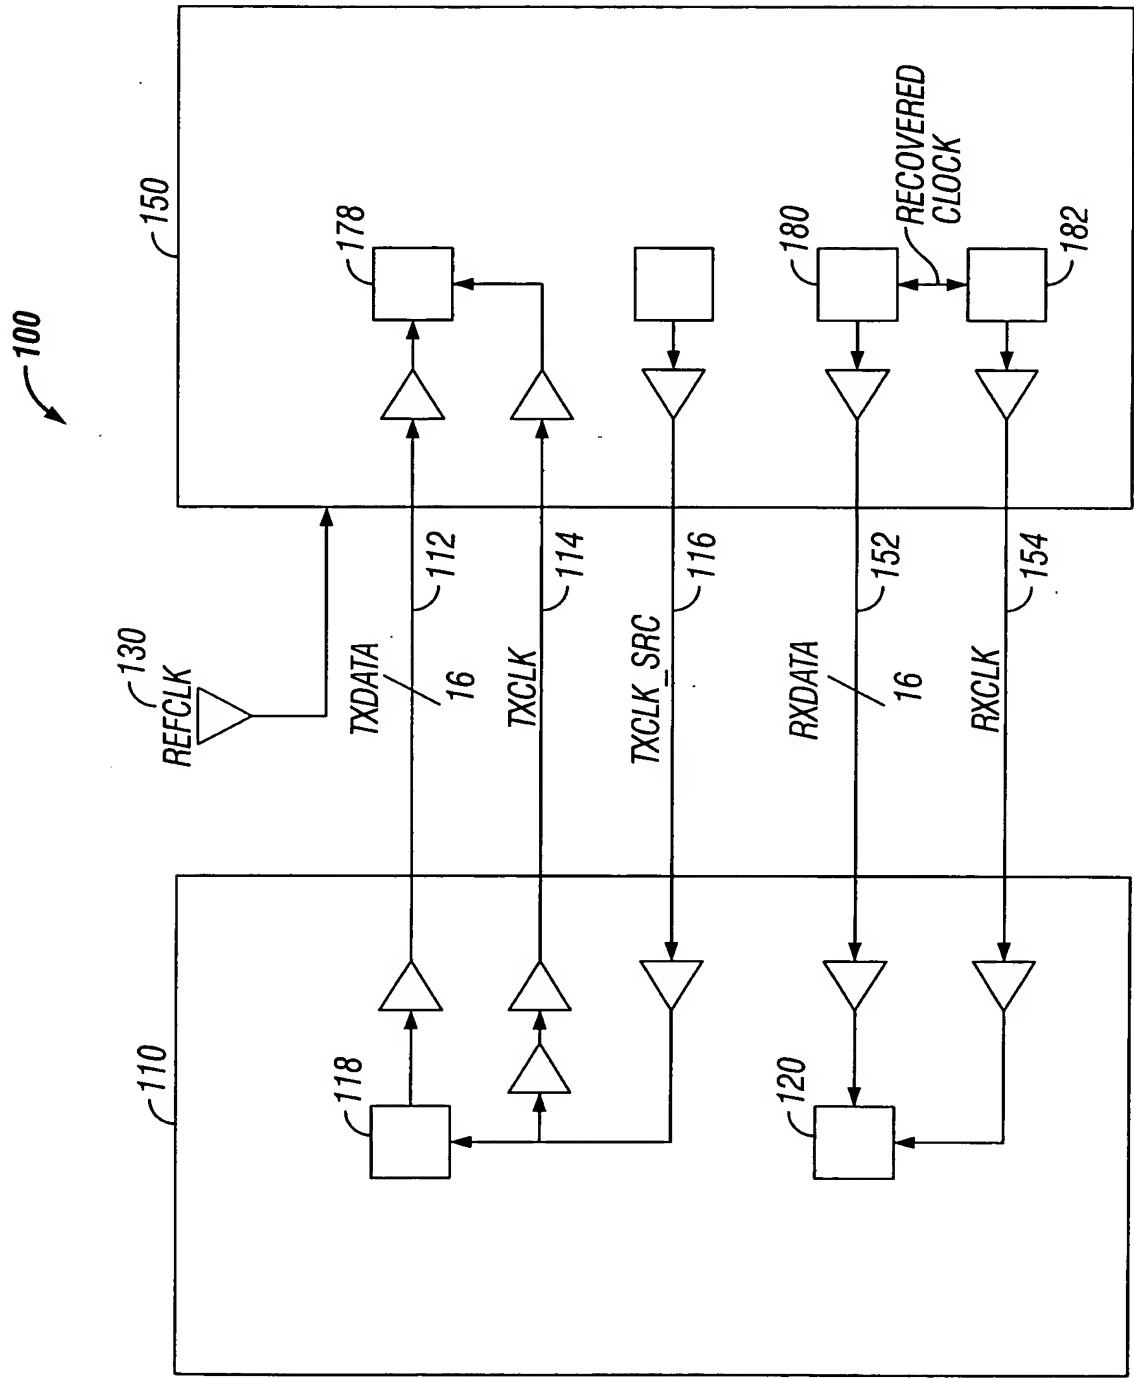 100
110
118
120
130
REFCLK
TXDATA
16
112
TXCLK
114
TXCLK_SRC
116
RXDATA
16
152
RXCLK
154
150
178
180
RECOVERED
CLOCK
182